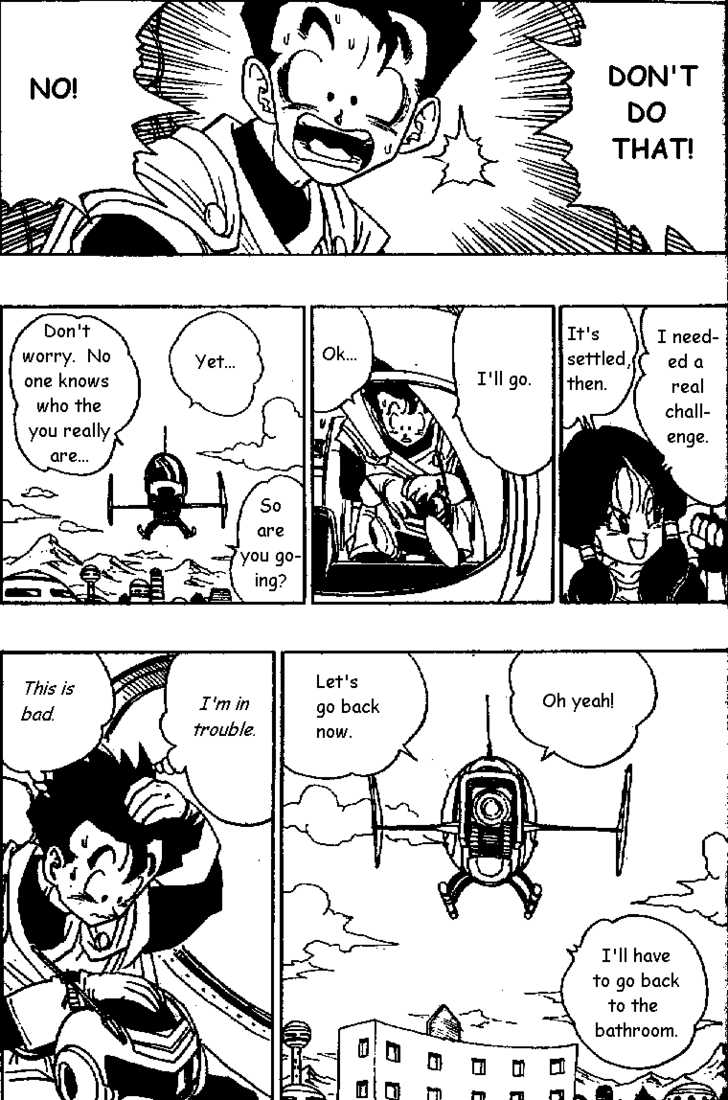 DON'T
DO
THAT!
NO!
I need-
ed a
real
chall-
enge.
It's
settled,
then.
I'll go.
Ok...
Yet...
Don't
worry. No
one knows
who the
you really
are...
So
are
you go-
ing?
Oh yeah!
Let's
go back
now.
I'll have
to go back
to the
bathroom.
I'm in
trouble.
This is
bad.